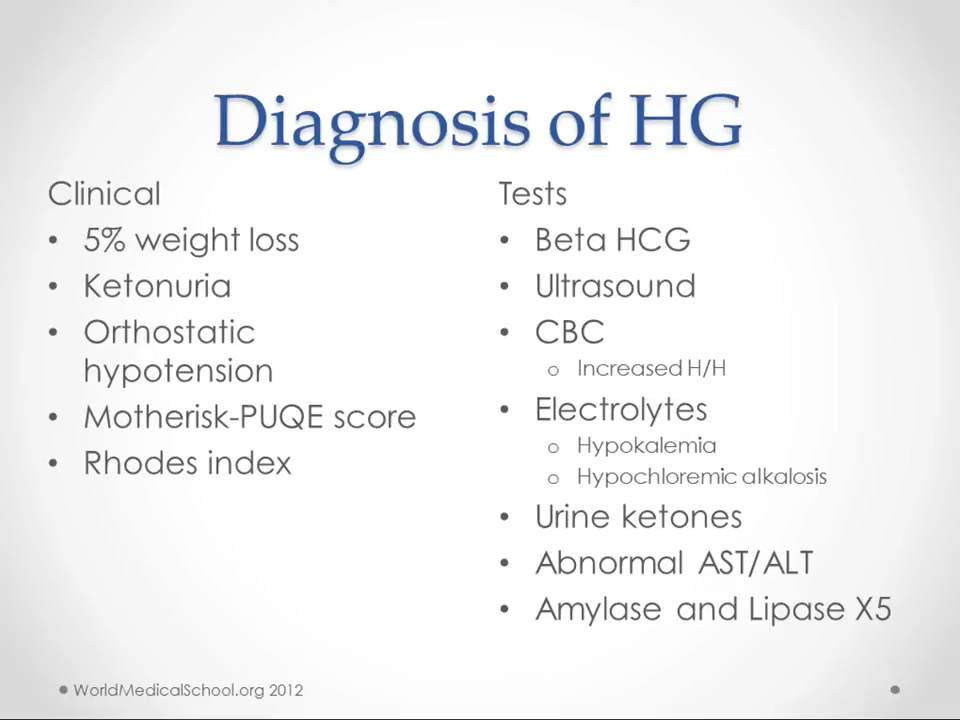 Diagnosis of HG
Clinical
• 5% weight loss
• Ketonuria
• Orthostatic
hypotension
• Motherisk-PUQE score
• Rhodes index
Tests
• Beta HCG
• Ultrasound
• CBC
o Increased H/H
• Electrolytes
o Hypokalemia
o Hypochloremic alkalosis
• Urine ketones
• Abnormal AST/ALT
• Amylase and Lipase X5
WorldMedicalSchool.org 2012